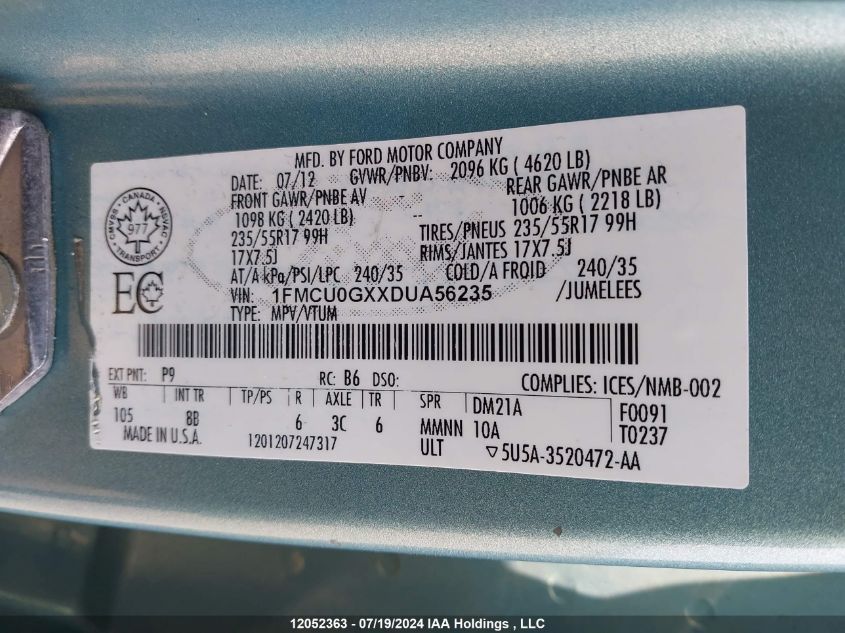 MFD. BY FORD MOTOR COMPANY
DATE: 07/12 GVWR/PNBV: 2096 KG ( 4620 LB)
FRONT GAWR/PNBE AV REAR GAWR/PNBE AR
1098 KG ( 2420 LB) -- 1006 KG ( 2218 LB)
235/55R17 99H TIRES/PNEUS 235/55R17 99H
17X7.5J RIMS/JANTES 17X7.5J
AT/A kPa/PSI/LPC 240/35 COLD/A FROID 240/35
VIN: 1FMCU0GXXDUA56235 /JUMELEES
TYPE: MPV/VTUM
CANADA
CMVSS NSVAC
977
TRANSPORT
EC
EXT PNT: P9 RC: B6 DSO: COMPLIES: ICES/NMB-002
WB INT TR TP/PS R AXLE TR SPR DM21A F0091
105 8B 6 3C 6 MMNN 10A T0237
MADE IN U.S.A. 1201207247317 ULT ▽5U5A-3520472-AA
12052363 - 07/19/2024 IAA Holdings , LLC